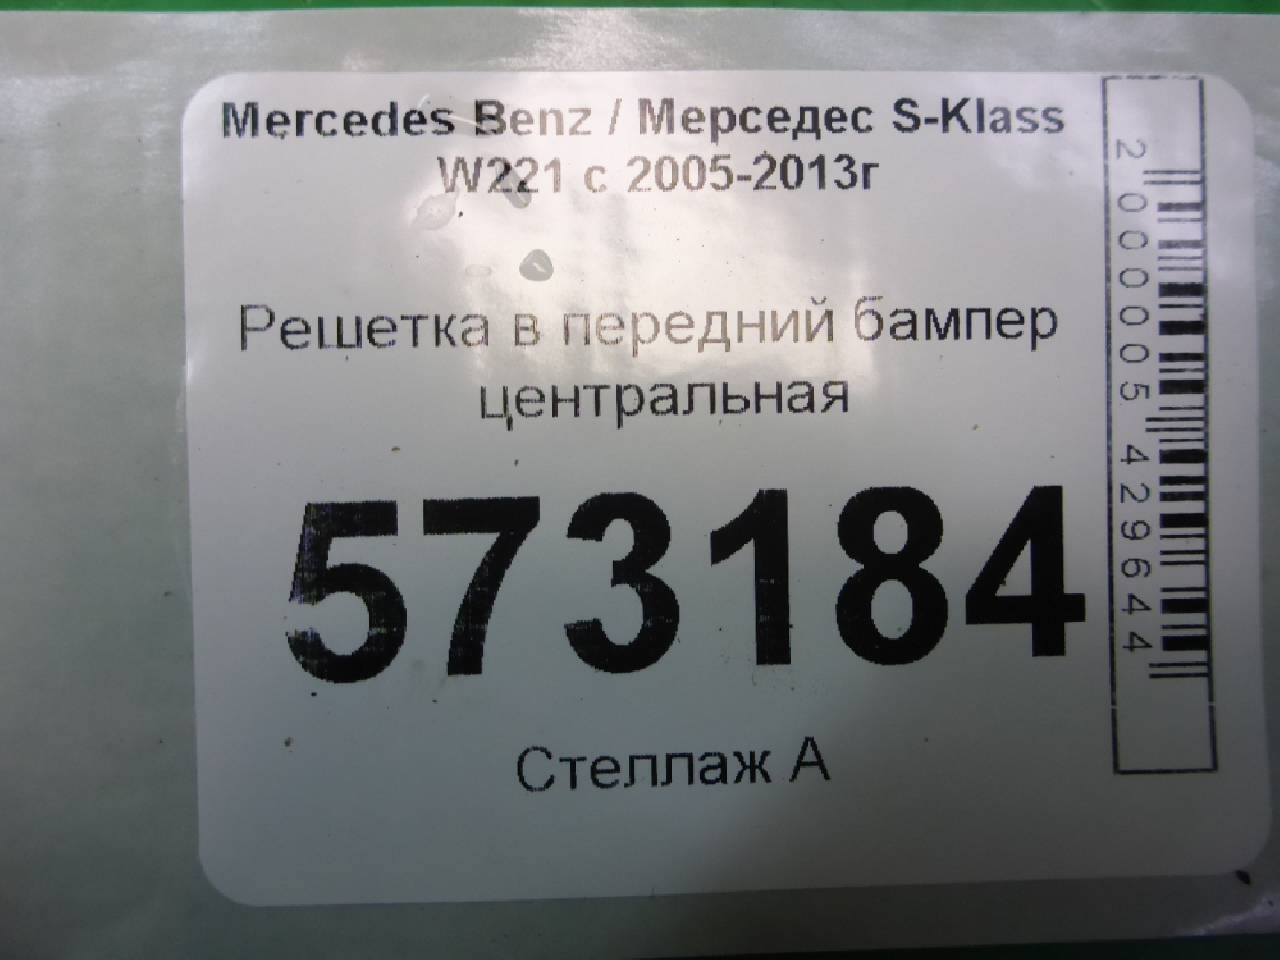 Mercedes Benz / Мерседес S-Klass
W221 с 2005-2013г
Решетка в передний бампер
центральная
573184
Стеллаж А
2000005429644